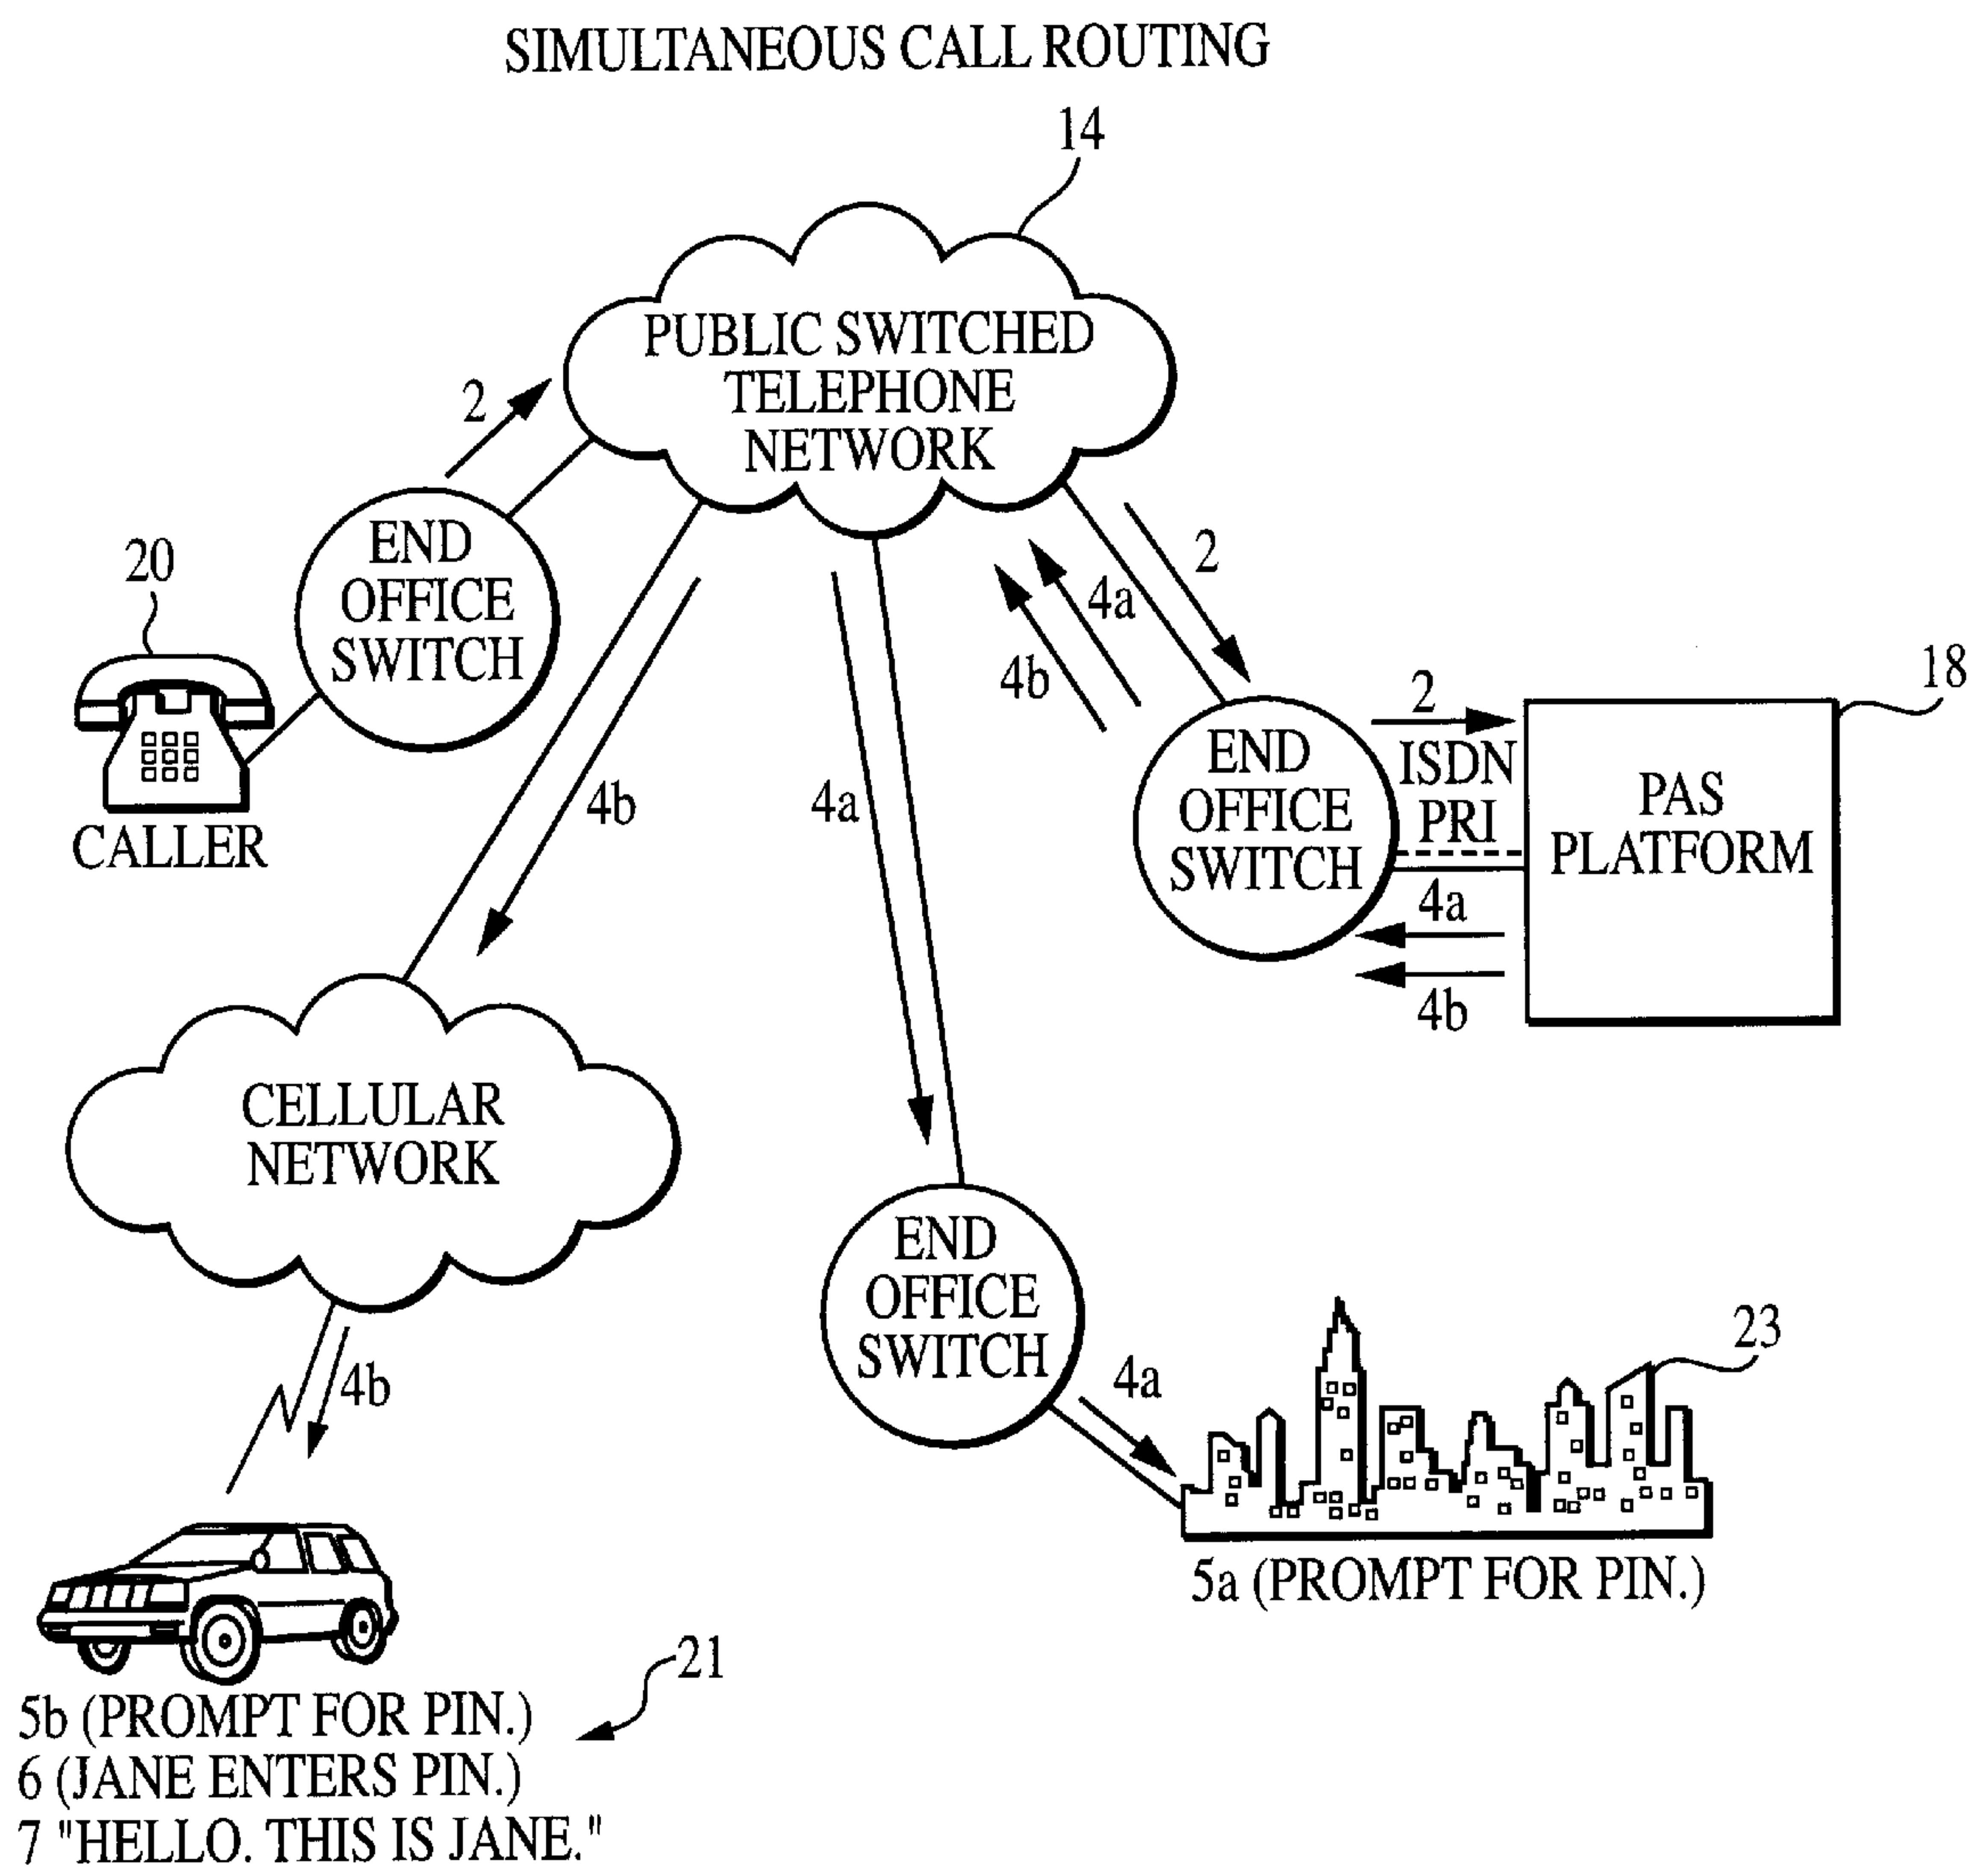 SIMULTANEOUS CALL ROUTING
14
PUBLIC SWITCHED
TELEPHONE
NETWORK
2
END
OFFICE
SWITCH
20
CALLER
2
4a
4b
4b
4a
END
OFFICE
SWITCH
2
ISDN
PRI
4a
4b
18
PAS
PLATFORM
CELLULAR
NETWORK
4b
END
OFFICE
SWITCH
4a
23
5a (PROMPT FOR PIN.)
21
5b (PROMPT FOR PIN.)
6 (JANE ENTERS PIN.)
7 "HELLO. THIS IS JANE."